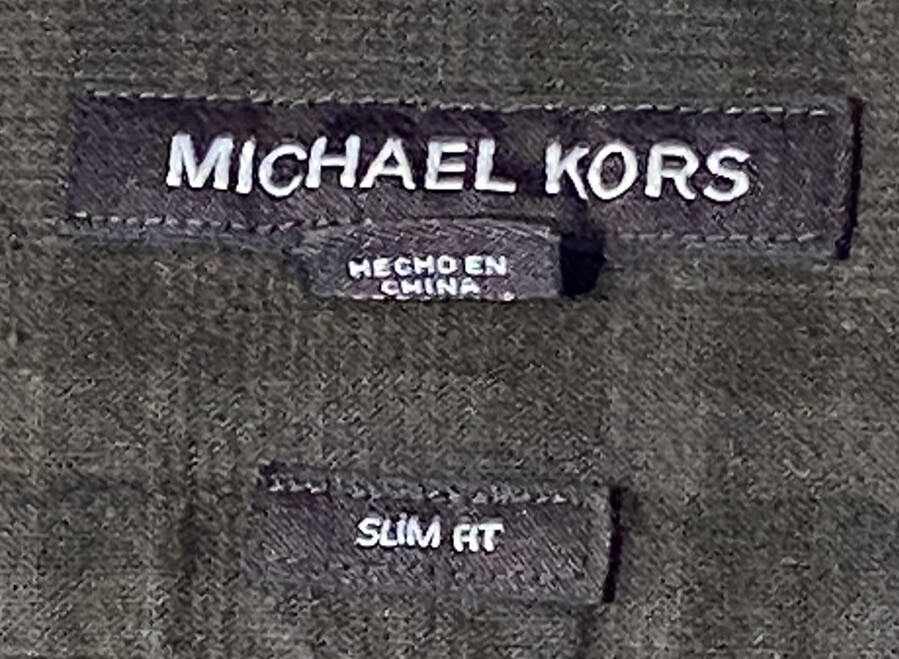 MICHAEL KORS
HECHO EN
CHINA
SLIM FIT